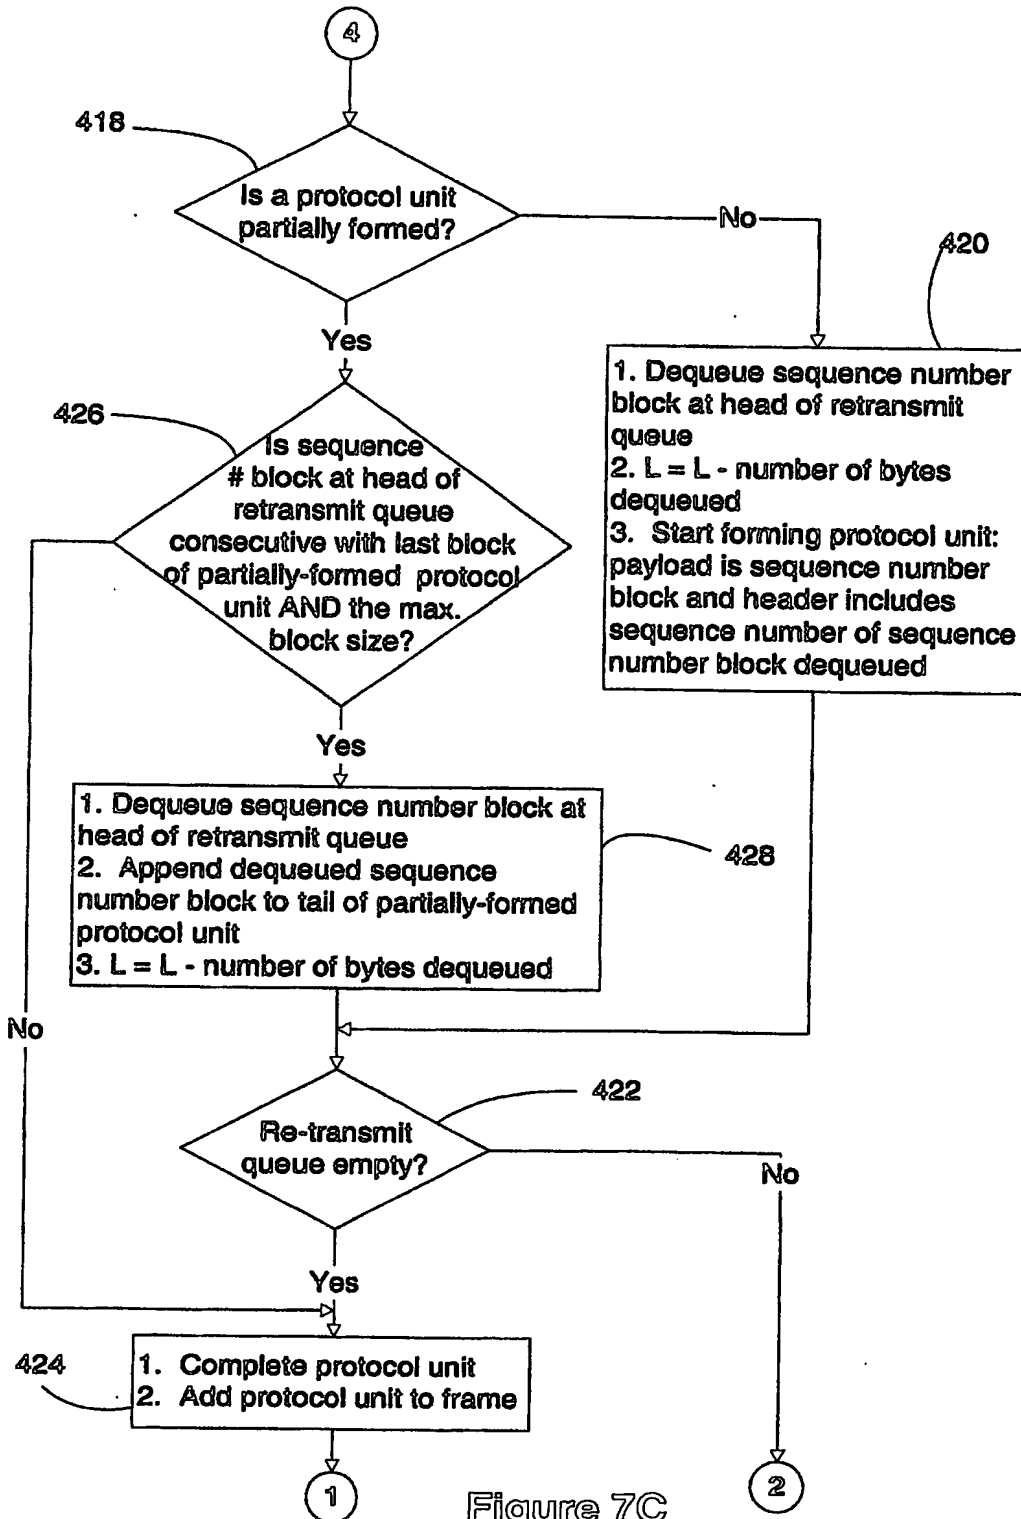 4
418
Is a protocol unit
partially formed?
No
420
Yes
1. Dequeue sequence number
block at head of retransmit
queue
2. L = L - number of bytes
dequeued
3. Start forming protocol unit:
payload is sequence number
block and header includes
sequence number of sequence
number block dequeued
426
Is sequence
# block at head of
retransmit queue
consecutive with last block
of partially-formed protocol
unit AND the max.
block size?
Yes
1. Dequeue sequence number block at
head of retransmit queue
2. Append dequeued sequence
number block to tail of partially-formed
protocol unit
3. L = L - number of bytes dequeued
428
No
422
Re-transmit
queue empty?
No
Yes
424
1. Complete protocol unit
2. Add protocol unit to frame
1
2
Figure 7C